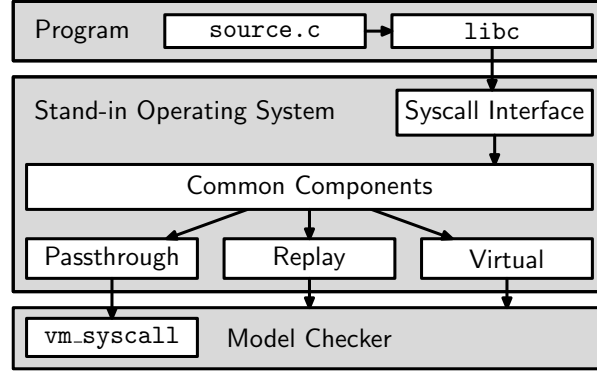 Program source.c libc
Stand-in Operating System Syscall Interface
Common Components
Passthrough Replay Virtual
vm_syscall Model Checker